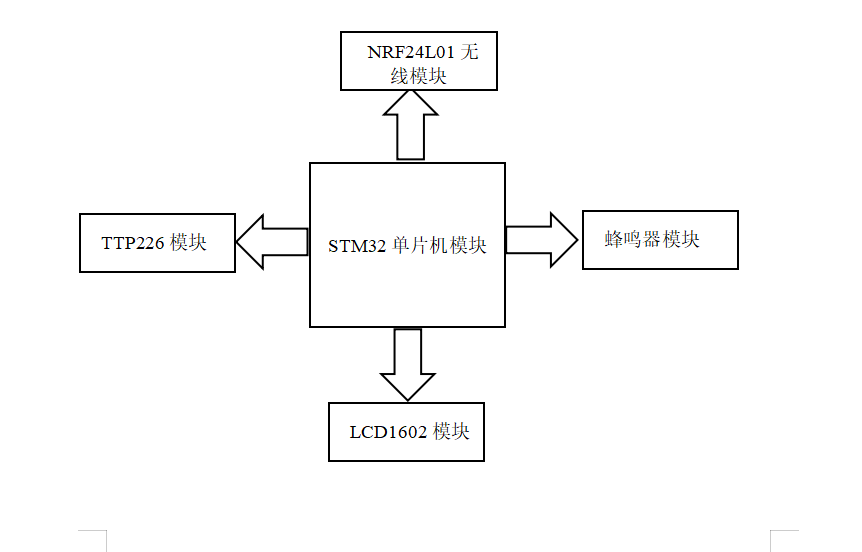 NRF24L01 无
线模块
TTP226 模块
STM32 单片机模块
蜂鸣器模块
LCD1602 模块